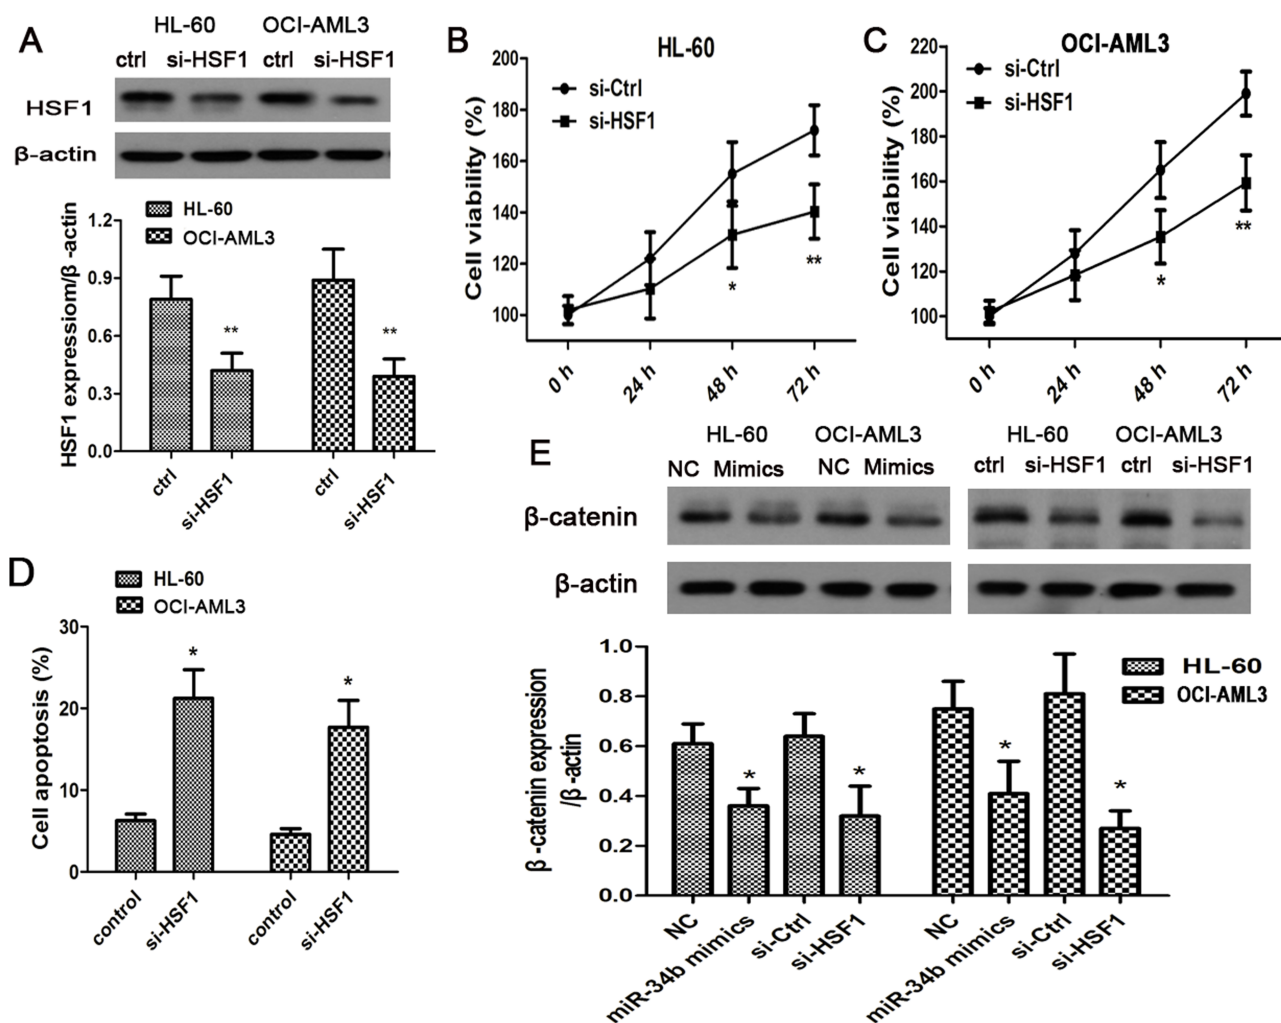 A
HL-60 OCI-AML3
ctrl si-HSF1 ctrl si-HSF1
HSF1
β-actin
HL-60
OCI-AML3
HSF1 expressiom/β -actin
1.2
0.9
0.6
0.3
0.0
**
**
ctrl
si-HSF1
ctrl
si-HSF1
B
HL-60
si-Ctrl
si-HSF1
Cell viability (%)
200
180
160
140
120
100
*
**
0 h
24 h
48 h
72 h
C
OCI-AML3
si-Ctrl
si-HSF1
Cell viability (%)
220
200
180
160
140
120
100
*
**
0 h
24 h
48 h
72 h
D
HL-60
OCI-AML3
Cell apoptosis (%)
30
20
10
0
*
*
control
si-HSF1
control
si-HSF1
E
HL-60 OCI-AML3
NC Mimics NC Mimics
HL-60 OCI-AML3
ctrl si-HSF1 ctrl si-HSF1
β-catenin
β-actin
β -catenin expression
/β-actin
1.0
0.8
0.6
0.4
0.2
0.0
HL-60
OCI-AML3
*
*
*
*
NC
miR-34b mimics
si-Ctrl
si-HSF1
NC
miR-34b mimics
si-Ctrl
si-HSF1